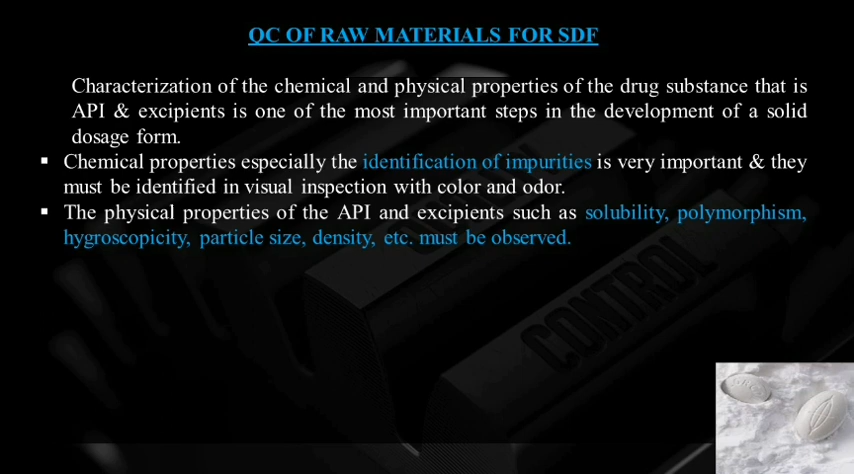 QC OF RAW MATERIALS FOR SDF
Characterization of the chemical and physical properties of the drug substance that is
API & excipients is one of the most important steps in the development of a solid
dosage form.
▪ Chemical properties especially the identification of impurities is very important & they
must be identified in visual inspection with color and odor.
▪ The physical properties of the API and excipients such as solubility, polymorphism,
hygroscopicity, particle size, density, etc. must be observed.
CONTROL